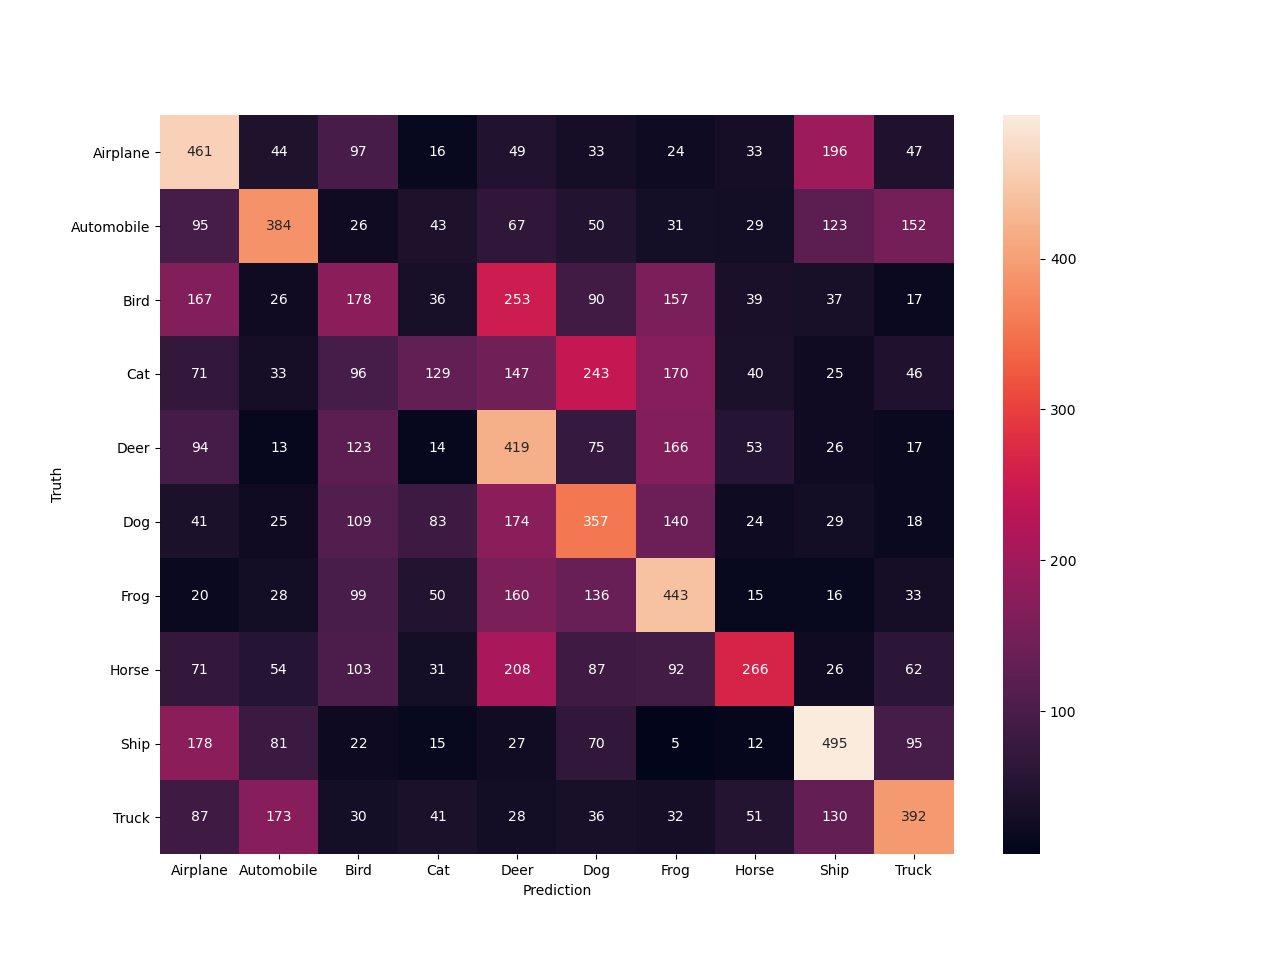 Airplane 461 44 97 16 49 33 24 33 196 47
Automobile 95 384 26 43 67 50 31 29 123 152
Bird 167 26 178 36 253 90 157 39 37 17
Cat 71 33 96 129 147 243 170 40 25 46
Deer 94 13 123 14 419 75 166 53 26 17
Dog 41 25 109 83 174 357 140 24 29 18
Frog 20 28 99 50 160 136 443 15 16 33
Horse 71 54 103 31 208 87 92 266 26 62
Ship 178 81 22 15 27 70 5 12 495 95
Truck 87 173 30 41 28 36 32 51 130 392
Airplane Automobile Bird Cat Deer Dog Frog Horse Ship Truck
Prediction
Truth
400
300
200
100